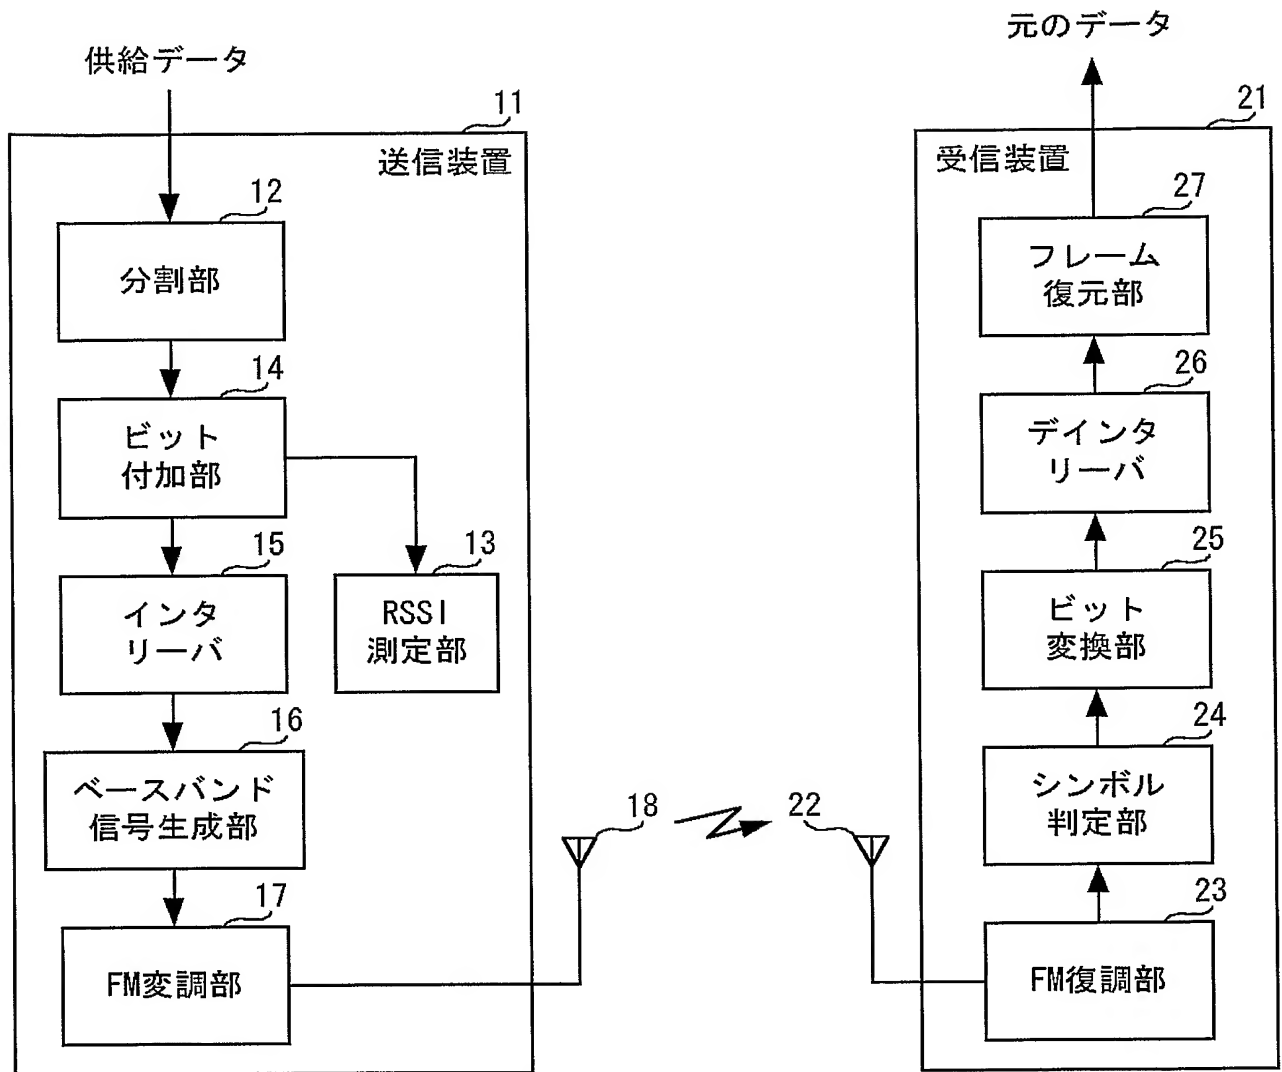 供給データ
11
送信装置
12
分割部
14
ビット
付加部
15
インタ
リーバ
13
RSSI
測定部
16
ベースバンド
信号生成部
17
FM変調部
18
元のデータ
21
受信装置
27
フレーム
復元部
26
デインタ
リーバ
25
ビット
変換部
24
シンボル
判定部
22
23
FM復調部